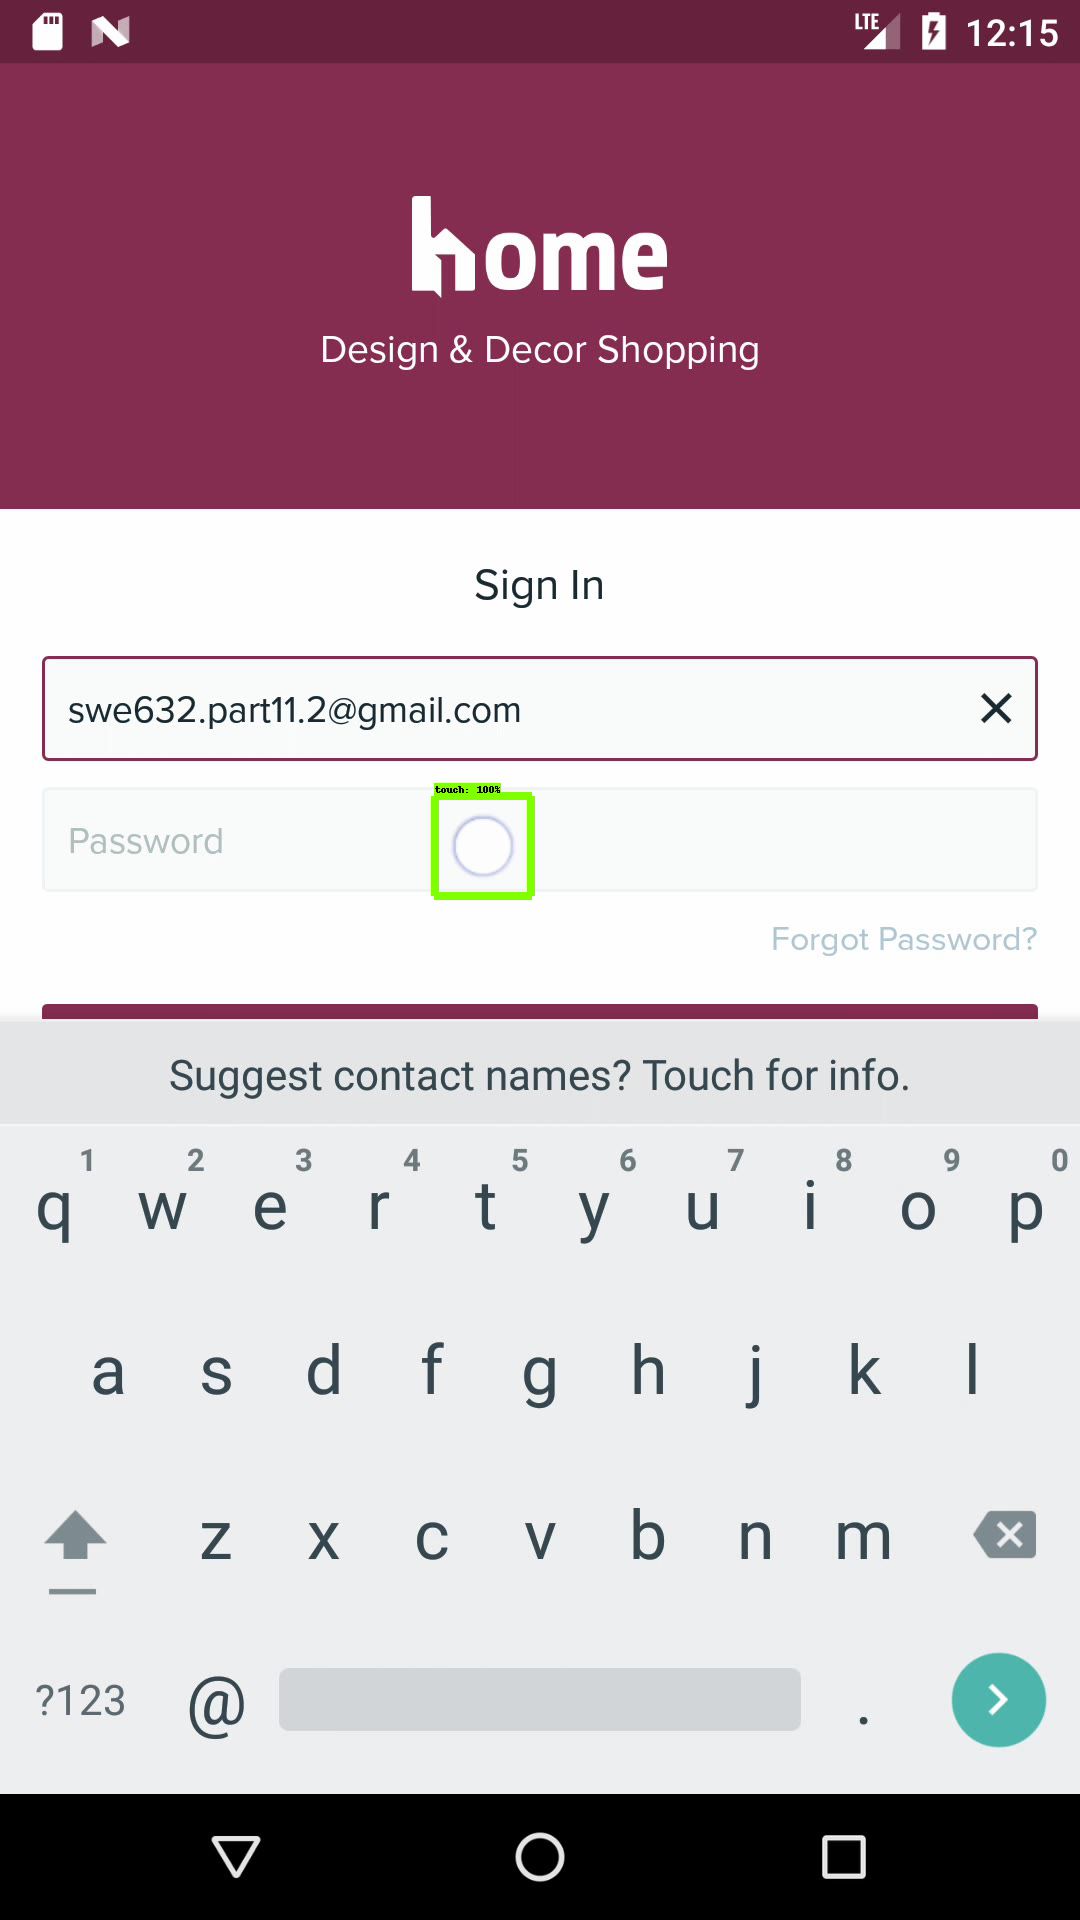 LTE 12:15
home
Design & Decor Shopping
Sign In
swe632.part11.2@gmail.com
touch: 100%
Password
Forgot Password?
Suggest contact names? Touch for info.
1 2 3 4 5 6 7 8 9 0
q w e r t y u i o p
a s d f g h j k l
z x c v b n m
?123 @ .